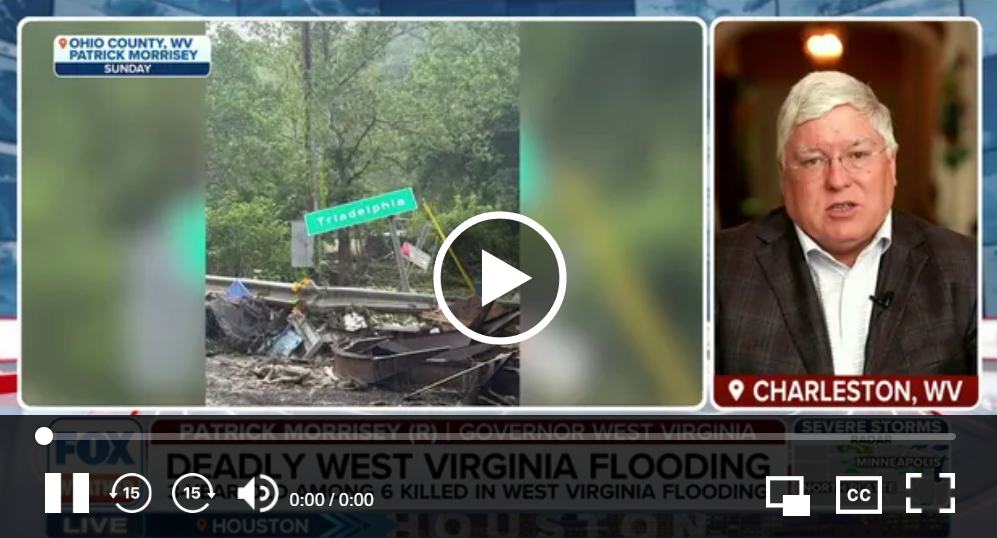 OHIO COUNTY, WV
PATRICK MORRISEY
SUNDAY
Triadelphia
CHARLESTON, WV
PATRICK MORRISEY (R) | GOVERNOR WEST VIRGINIA
SEVERE STORMS
RADAR
FOX
DEADLY WEST VIRGINIA FLOODING
MINNEAPOLIS
AMONG 6 KILLED IN WEST VIRGINIA FLOODING
15
15
0:00 / 0:00
CC
LIVE
HOUSTON
HOUSTON